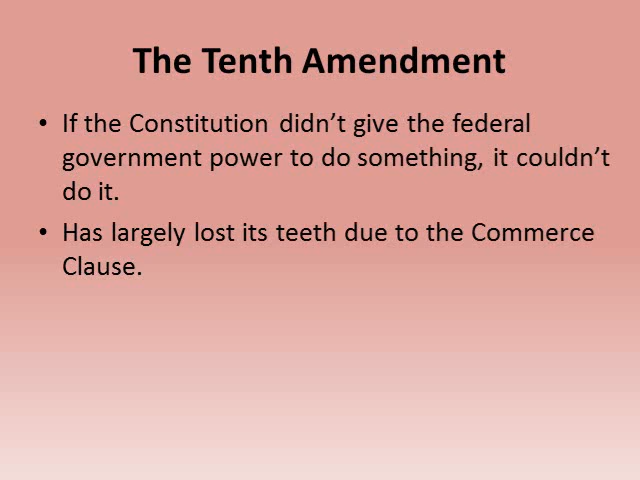 The Tenth Amendment
• If the Constitution didn’t give the federal
government power to do something, it couldn’t
do it.
• Has largely lost its teeth due to the Commerce
Clause.